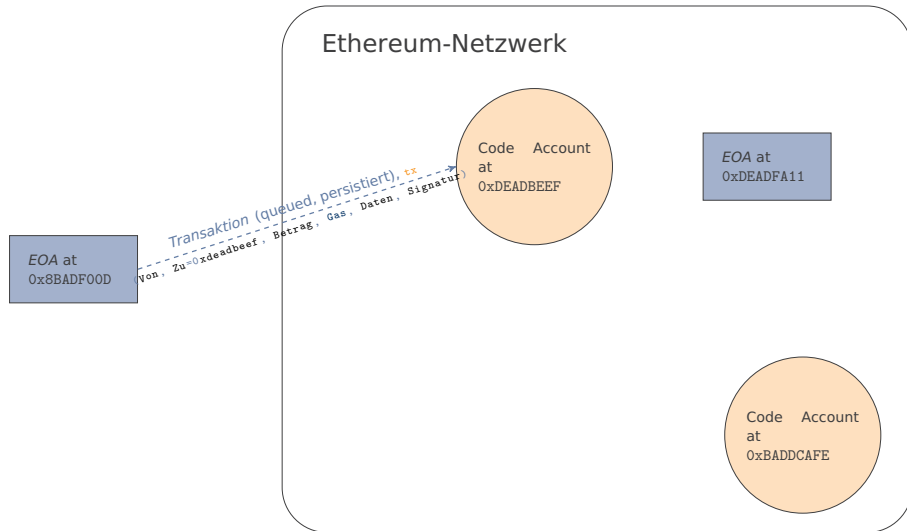 Ethereum-Netzwerk
Code Account
at
0xDEADBEEF
EOA at
0xDEADFA11
Transaktion (queued, persistiert), tx
(Von, Zu=0xdeadbeef, Betrag, Gas, Daten, Signatur)
EOA at
0x8BADF00D
Code Account
at
0xBADDCAFE